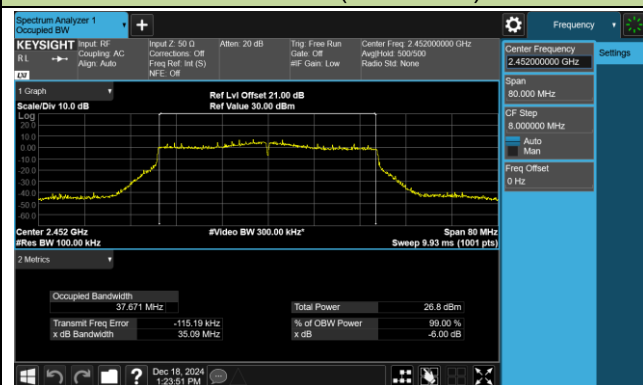 Spectrum Analyzer 1
Occupied BW
Frequency
KEYSIGHT
RL
LXI
Input: RF
Coupling: AC
Align: Auto
Input Z: 50 Ω
Corrections: Off
Freq Ref: Int (S)
NFE: Off
Atten: 20 dB
Trig: Free Run
Gate: Off
#IF Gain: Low
Center Freq: 2.452000000 GHz
Avg|Hold: 500/500
Radio Std: None
Center Frequency
2.452000000 GHz
Settings
Span
80.000 MHz
CF Step
8.000000 MHz
Auto
Man
Freq Offset
0 Hz
1 Graph
Scale/Div 10.0 dB
Ref Lvl Offset 21.00 dB
Ref Value 30.00 dBm
Log
20.0
10.0
0.00
-10.0
-20.0
-30.0
-40.0
-50.0
-60.0
Center 2.452 GHz
#Res BW 100.00 kHz
#Video BW 300.00 kHz*
Span 80 MHz
Sweep 9.93 ms (1001 pts)
2 Metrics
Occupied Bandwidth
37.671 MHz
Total Power 26.8 dBm
Transmit Freq Error -115.19 kHz
% of OBW Power 99.00 %
x dB Bandwidth 35.09 MHz
x dB -6.00 dB
Dec 18, 2024
1:23:51 PM